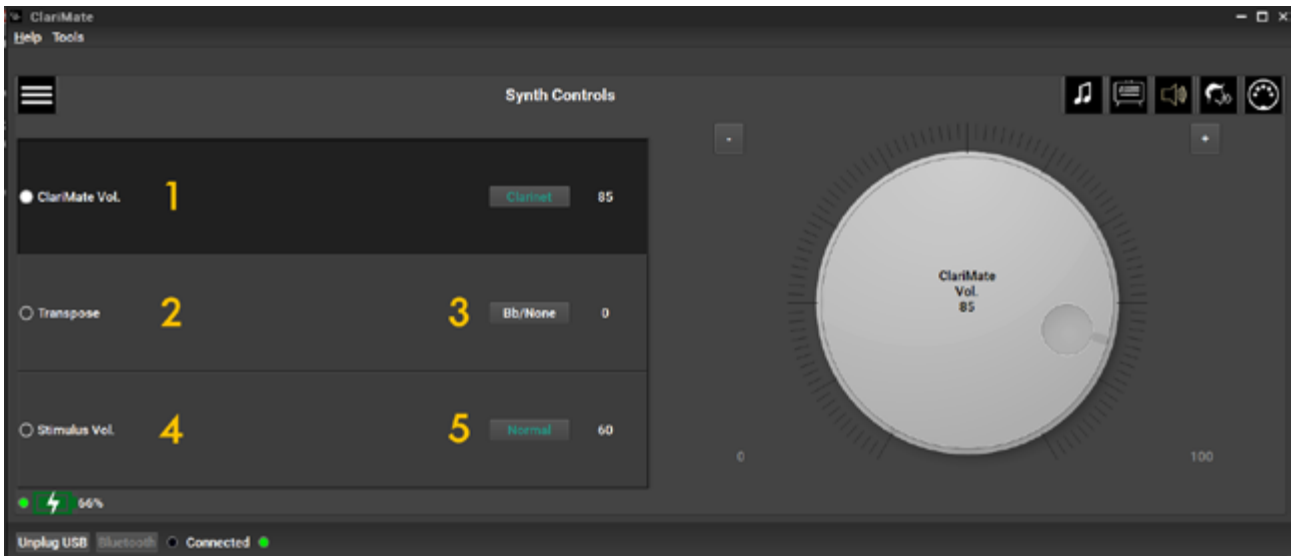 ClariMate
Help Tools
Synth Controls
- +
ClariMate Vol. 1 Clarinet 85
ClariMate
Vol.
85
Transpose 2 3 Bb/None 0
Stimulus Vol. 4 5 Normal 60
0 100
66%
Unplug USB Bluetooth Connected